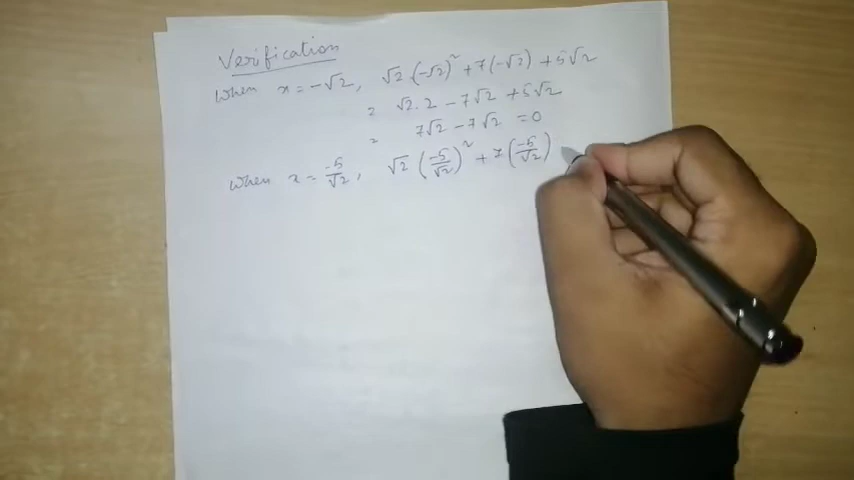 Verification
When x = -√2, √2.(-√2)² + 7(-√2) + 5√2
= √2.2 - 7√2 + 5√2
= 7√2 - 7√2 = 0
when x = -5/√2, √2 (-5/√2)² + 7 (-5/√2)